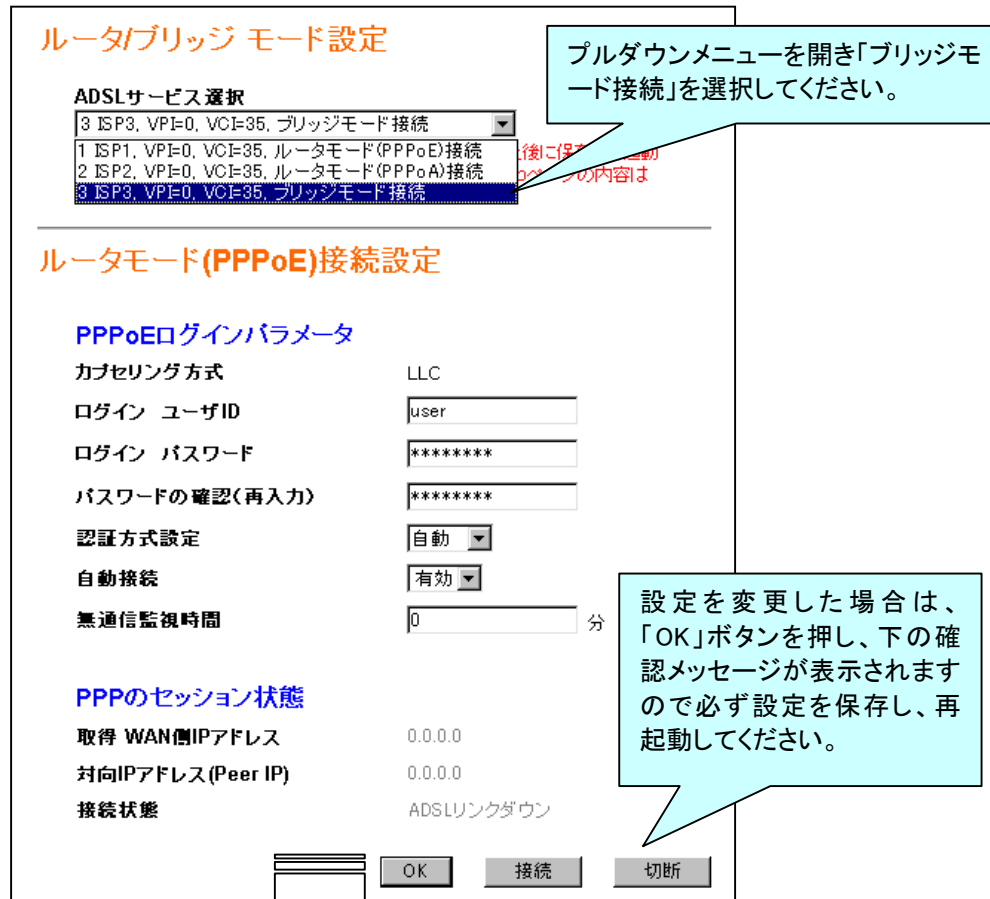 ルータ/ブリッジ モード設定
プルダウンメニューを開き「ブリッジモ
ード接続」を選択してください。
ADSLサービス選択
3 ISP3, VPI=0, VCI=35, ブリッジモード接続
1 ISP1, VPI=0, VCI=35, ルータモード(PPPoE)接続
2 ISP2, VPI=0, VCI=35, ルータモード(PPPoA)接続
3 ISP3, VPI=0, VCI=35, ブリッジモード接続
後に保
ページの内容は
ルータモード(PPPoE)接続設定
PPPoEログインパラメータ
カプセリング方式 LLC
ログイン ユーザID user
ログイン パスワード ********
パスワードの確認(再入力) ********
認証方式設定 自動
自動接続 有効
無通信監視時間 0 分
設定を変更した場合は、
「OK」ボタンを押し、下の確
認メッセージが表示されます
ので必ず設定を保存し、再
起動してください。
PPPのセッション状態
取得 WAN側IPアドレス 0.0.0.0
対向IPアドレス(Peer IP) 0.0.0.0
接続状態 ADSLリンクダウン
OK 接続 切断